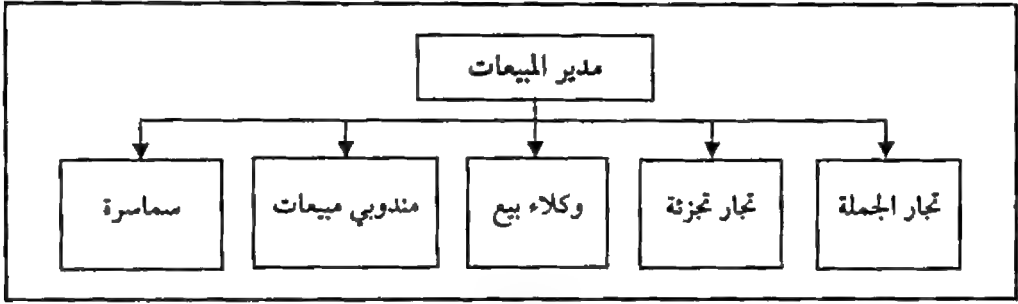 مدير المبيعات
تجار الجملة
تجار تجزئة
وكلاء بيع
مندوبي مبيعات
سماسرة